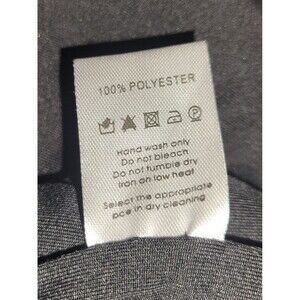 100% POLYESTER
Hand wash only
Do not bleach
Do not tumble dry
Iron on low heat
Select the appropriate
pce in dry cleaning